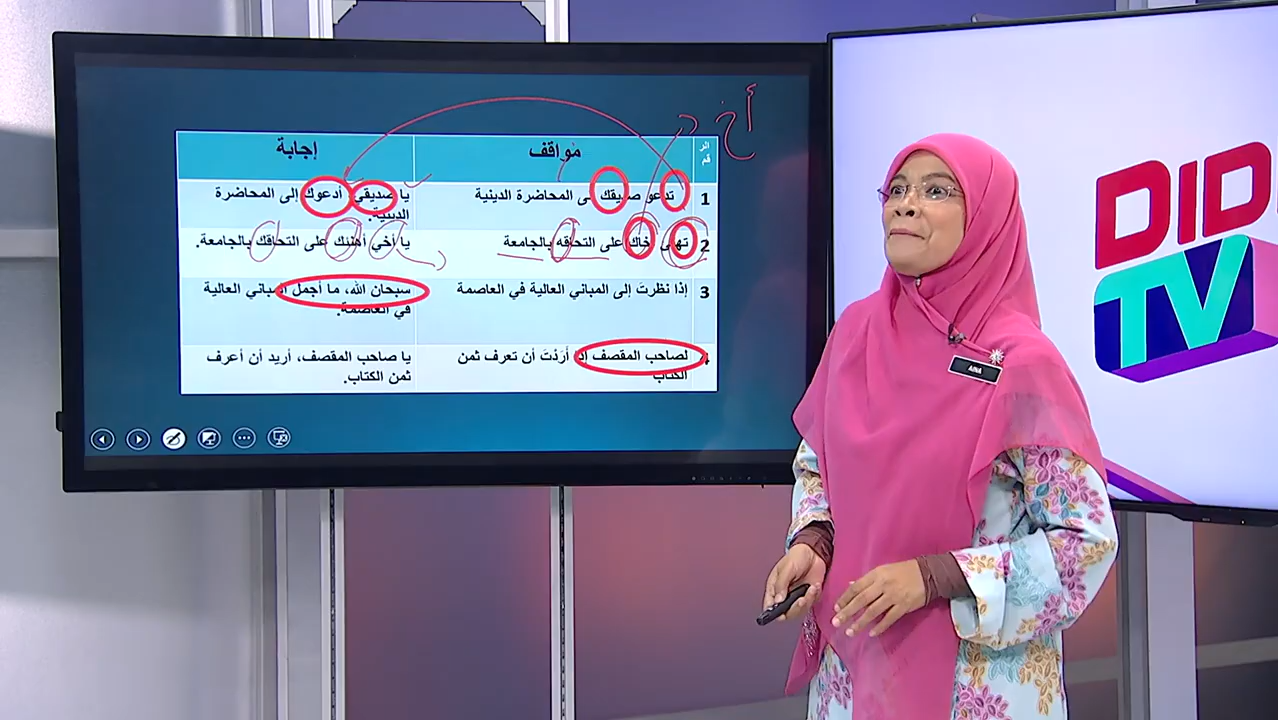 أخ
الر
قم
مُواقف
إجابة
1
تدعو صديقك إلى المحاضرة الدينية
يا صديقي أدعوك إلى المحاضرة
الدينية.
2
تهنئ أخاك على التحاقه بالجامعة
يا أخي أهنئك على التحاقك بالجامعة.
3
إذا نظرتَ إلى المباني العالية في العاصمة
سبحان الله، ما أجمل المباني العالية
في العاصمة.
4
لصاحب المقصف إذا أَرَدْتَ أن تعرف ثمن
الكتاب
يا صاحب المقصف، أريد أن أعرف
ثمن الكتاب.
DID
TV
AINA